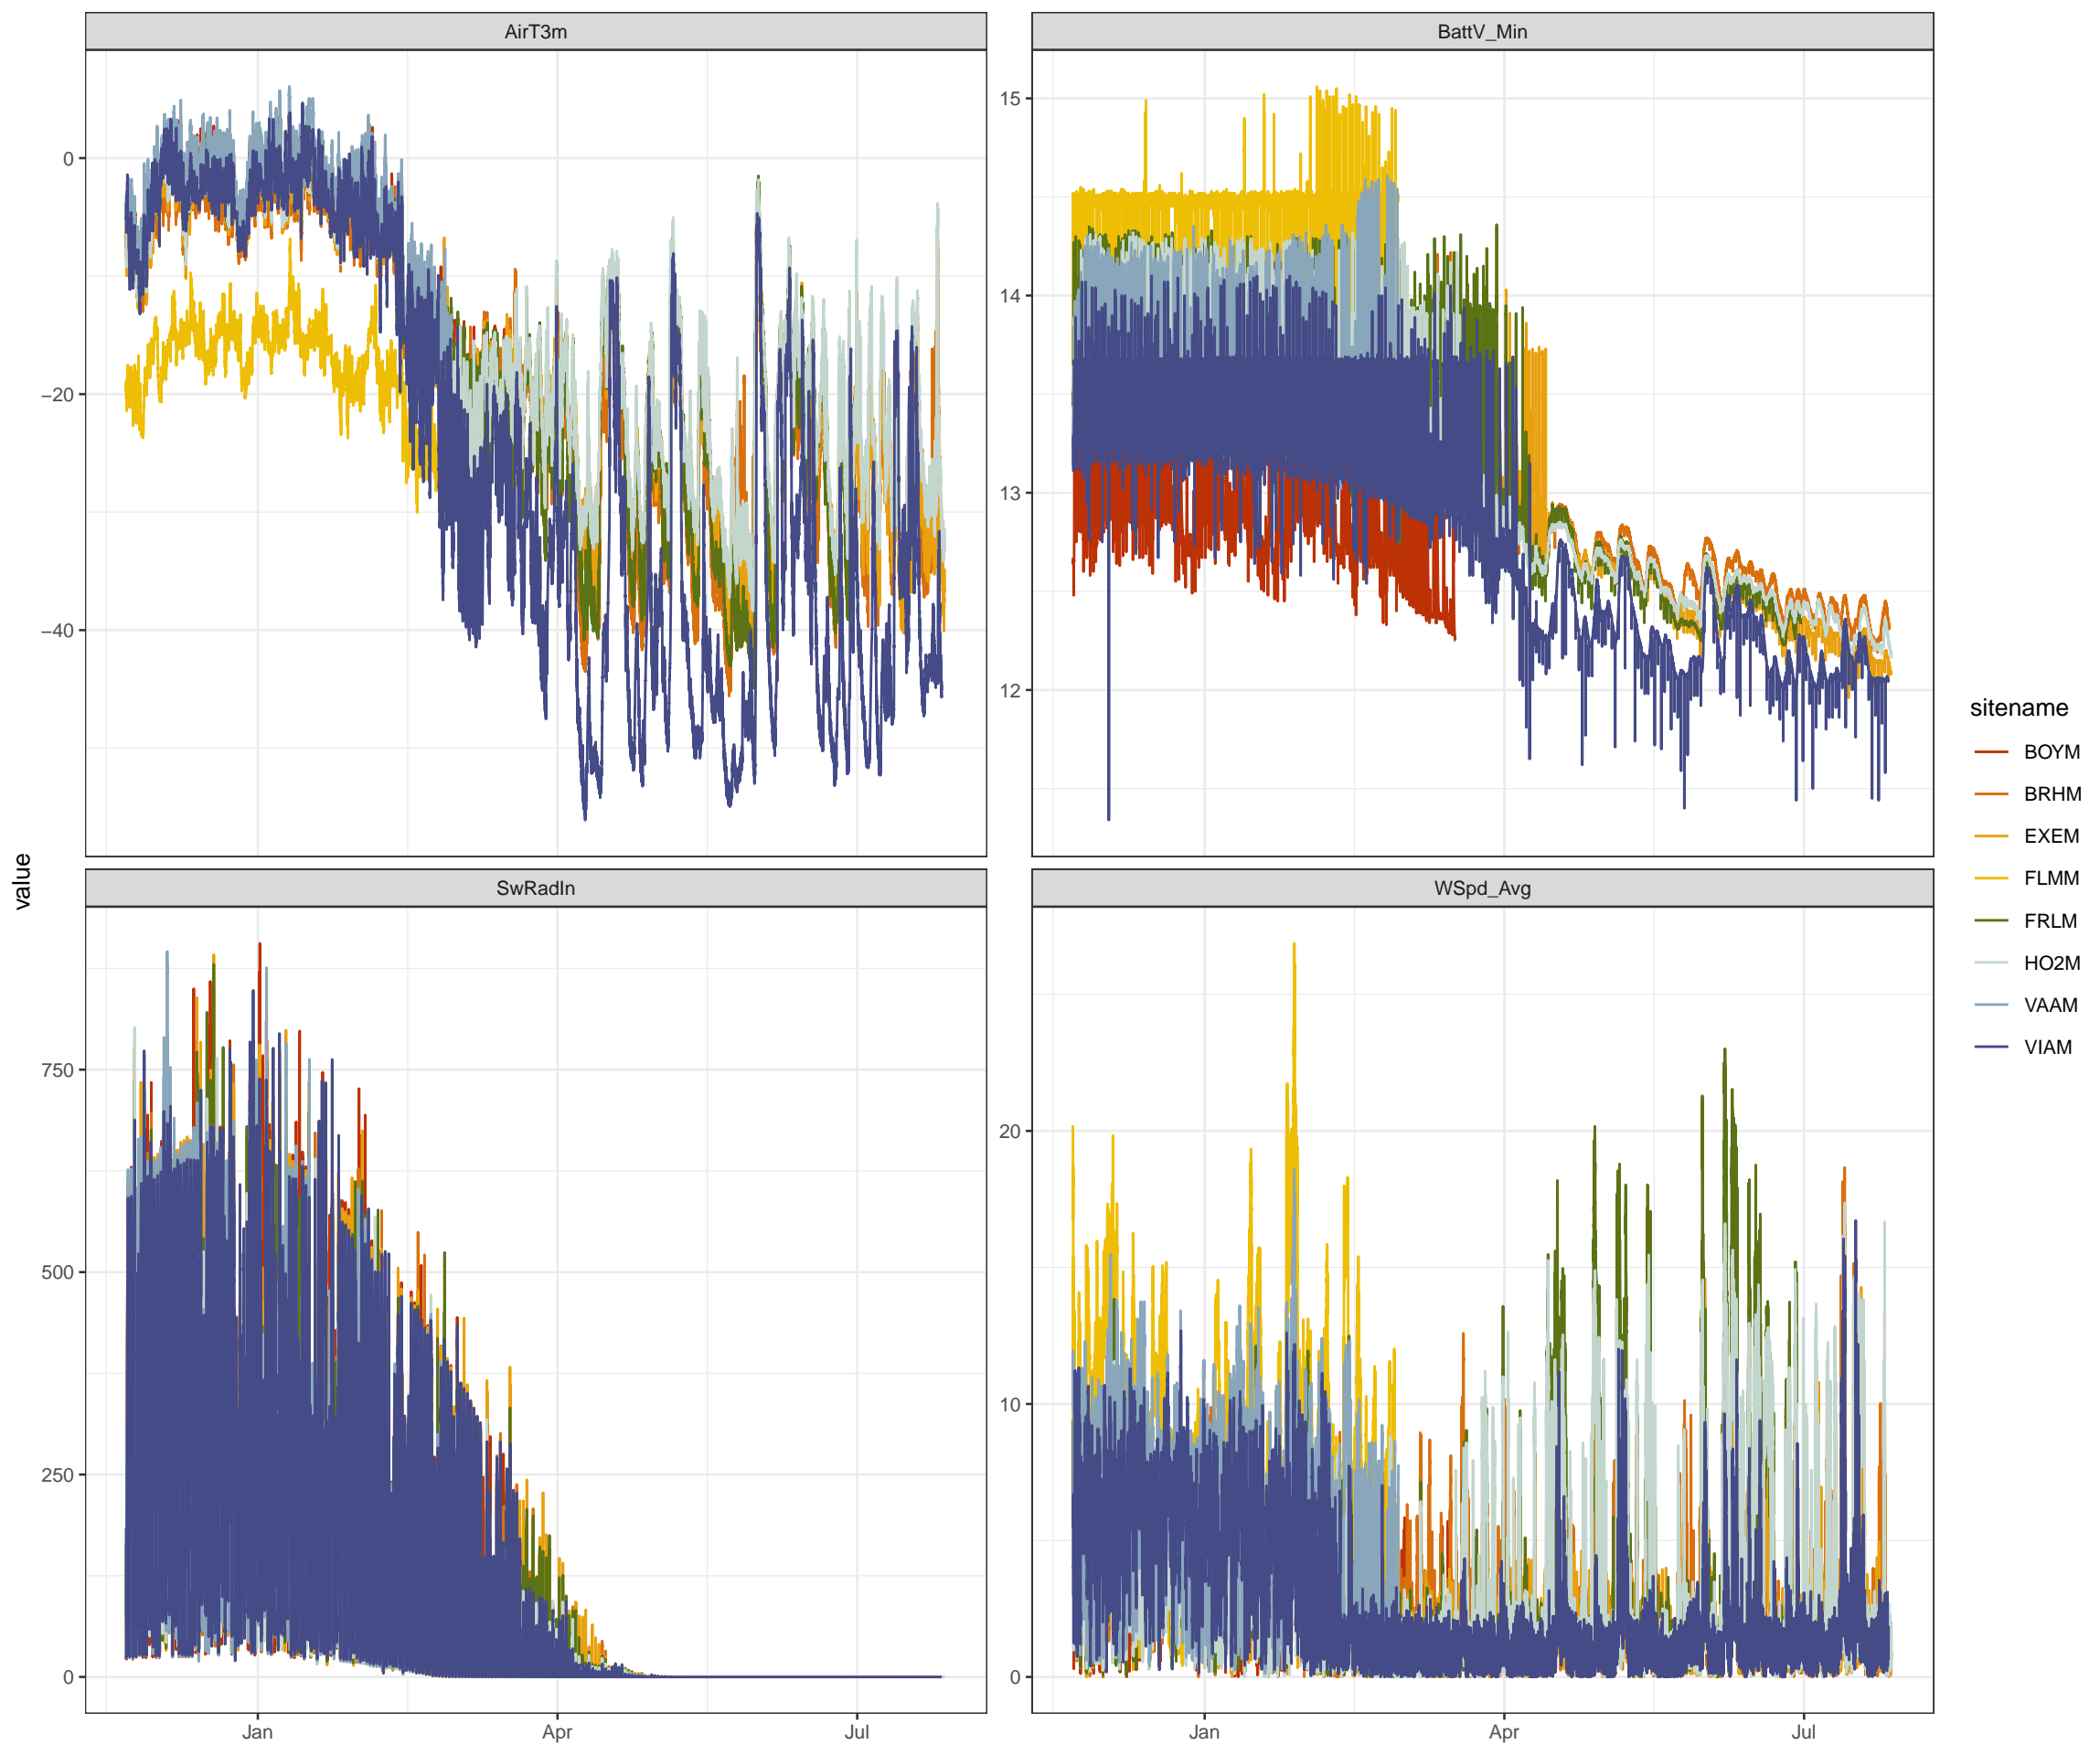 AirT3m
BattV_Min
0
−20
−40
15
14
13
12
value
SwRadIn
WSpd_Avg
750
500
250
0
20
10
0
Jan
Apr
Jul
Jan
Apr
Jul
sitename
BOYM
BRHM
EXEM
FLMM
FRLM
HO2M
VAAM
VIAM